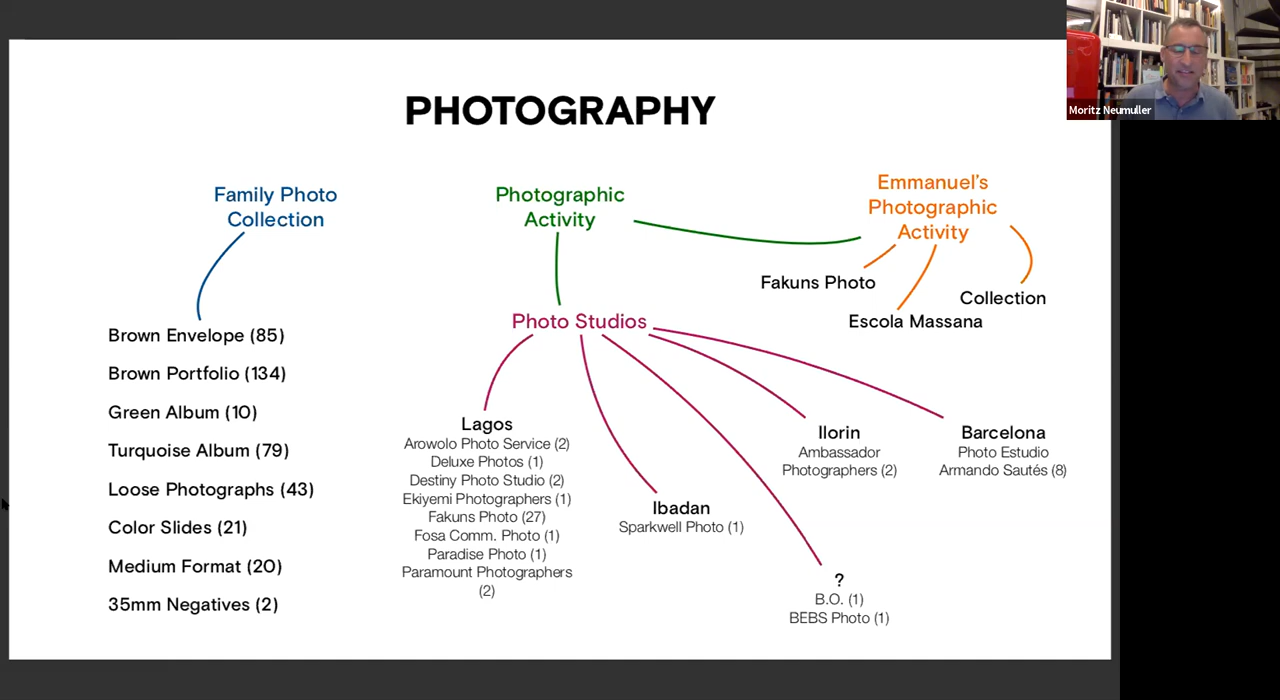 Moritz Neumuller
PHOTOGRAPHY
Family Photo
Collection
Brown Envelope (85)
Brown Portfolio (134)
Green Album (10)
Turquoise Album (79)
Loose Photographs (43)
Color Slides (21)
Medium Format (20)
35mm Negatives (2)
Photographic
Activity
Emmanuel's
Photographic
Activity
Fakuns Photo
Escola Massana
Collection
Photo Studios
Lagos
Arowolo Photo Service (2)
Deluxe Photos (1)
Destiny Photo Studio (2)
Ekiyemi Photographers (1)
Fakuns Photo (27)
Fosa Comm. Photo (1)
Paradise Photo (1)
Paramount Photographers
(2)
Ibadan
Sparkwell Photo (1)
?
B.O. (1)
BEBS Photo (1)
Ilorin
Ambassador
Photographers (2)
Barcelona
Photo Estudio
Armando Sautés (8)